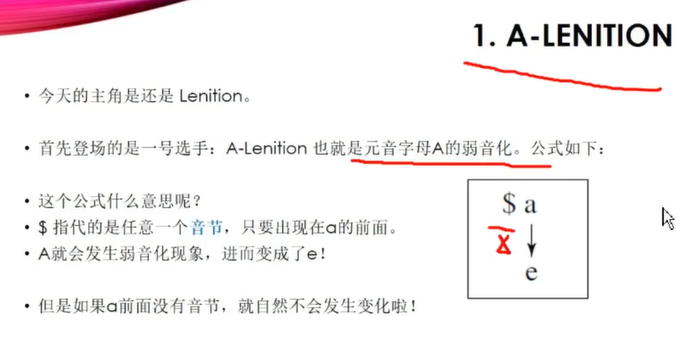 1. A-LENITION
今天的主角是还是 Lenition。
首先登场的是一号选手：A-Lenition 也就是元音字母A的弱音化。公式如下：
这个公式什么意思呢？
$ 指代的是任意一个音节，只要出现在a的前面。
A就会发生弱音化现象，进而变成了e！
但是如果a前面没有音节，就自然不会发生变化啦！
$ a
e